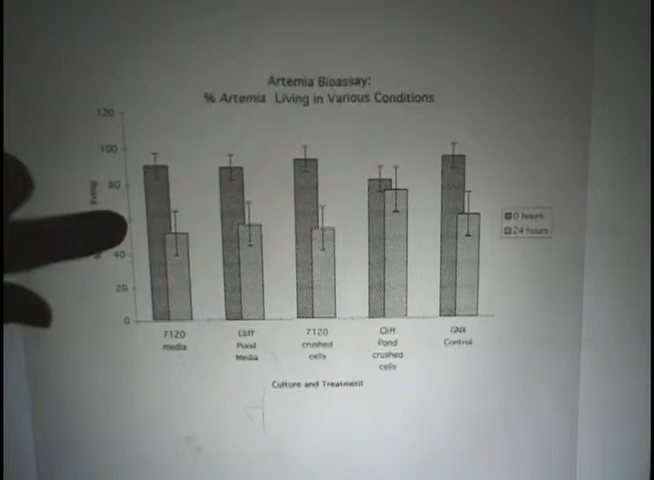 Artemia Bioassay:
% Artemia Living in Various Conditions
120
100
80
40
20
0
living
0 hours
24 hours
7120
media
Cliff
Pond
Media
7120
crushed
cells
Cliff
Pond
crushed
cells
Control
Culture and Treatment